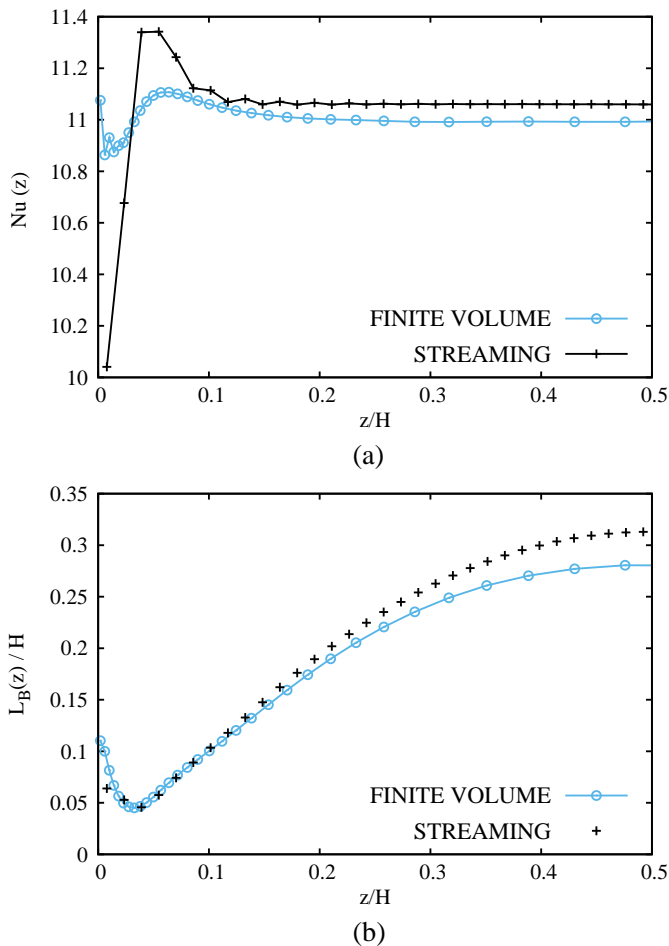 11.4
11.2
11
10.8
10.6
10.4
10.2
10
Nu (z)
FINITE VOLUME
STREAMING
0 0.1 0.2 0.3 0.4 0.5
z/H
(a)
0.35
0.3
0.25
0.2
0.15
0.1
0.05
0
L_B(z) / H
FINITE VOLUME
STREAMING
0 0.1 0.2 0.3 0.4 0.5
z/H
(b)